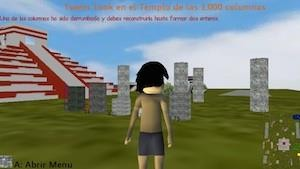 Tweex Look en el Templo de las 1,000 columnas
Una de las columnas ha sido derrumbada y debes reconstruirla hasta formar dos enteros
A: Abrir Menu